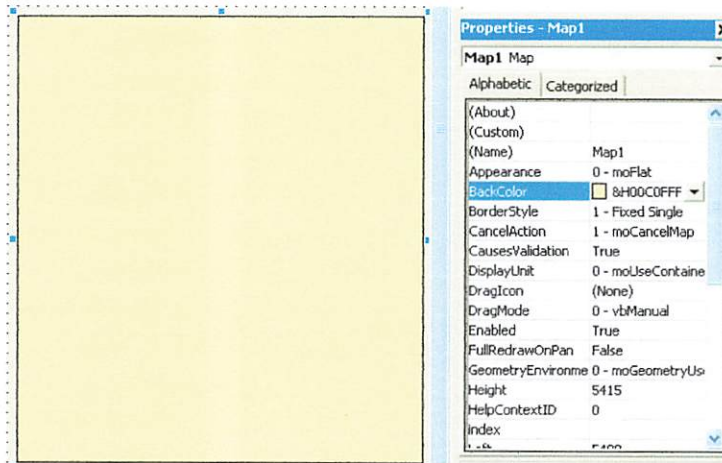 Properties - Map1
Map1 Map
Alphabetic Categorized
(About)
(Custom)
(Name) Map1
Appearance 0 - moFlat
BackColor &H00C0FFF
BorderStyle 1 - Fixed Single
CancelAction 1 - moCancelMap
CausesValidation True
DisplayUnit 0 - moUseContaine
DragIcon (None)
DragMode 0 - vbManual
Enabled True
FullRedrawOnPan False
GeometryEnvironme 0 - moGeometryUs
Height 5415
HelpContextID 0
Index